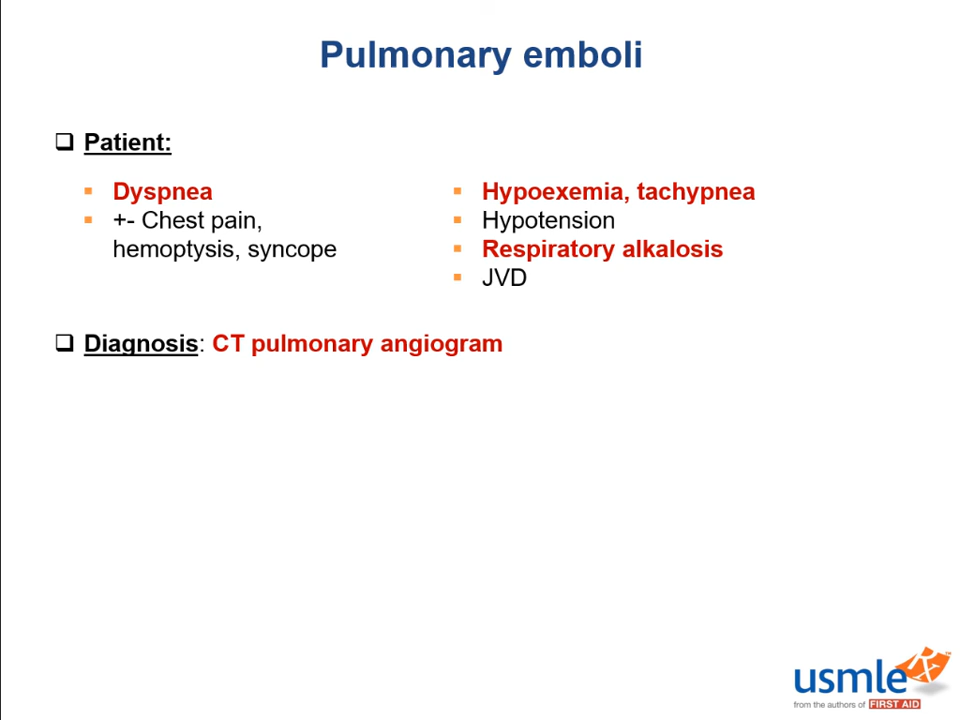 Pulmonary emboli
Patient:
Dyspnea
+- Chest pain,
hemoptysis, syncope
Hypoexemia, tachypnea
Hypotension
Respiratory alkalosis
JVD
Diagnosis: CT pulmonary angiogram
usmle Rx™
from the authors of FIRST AID